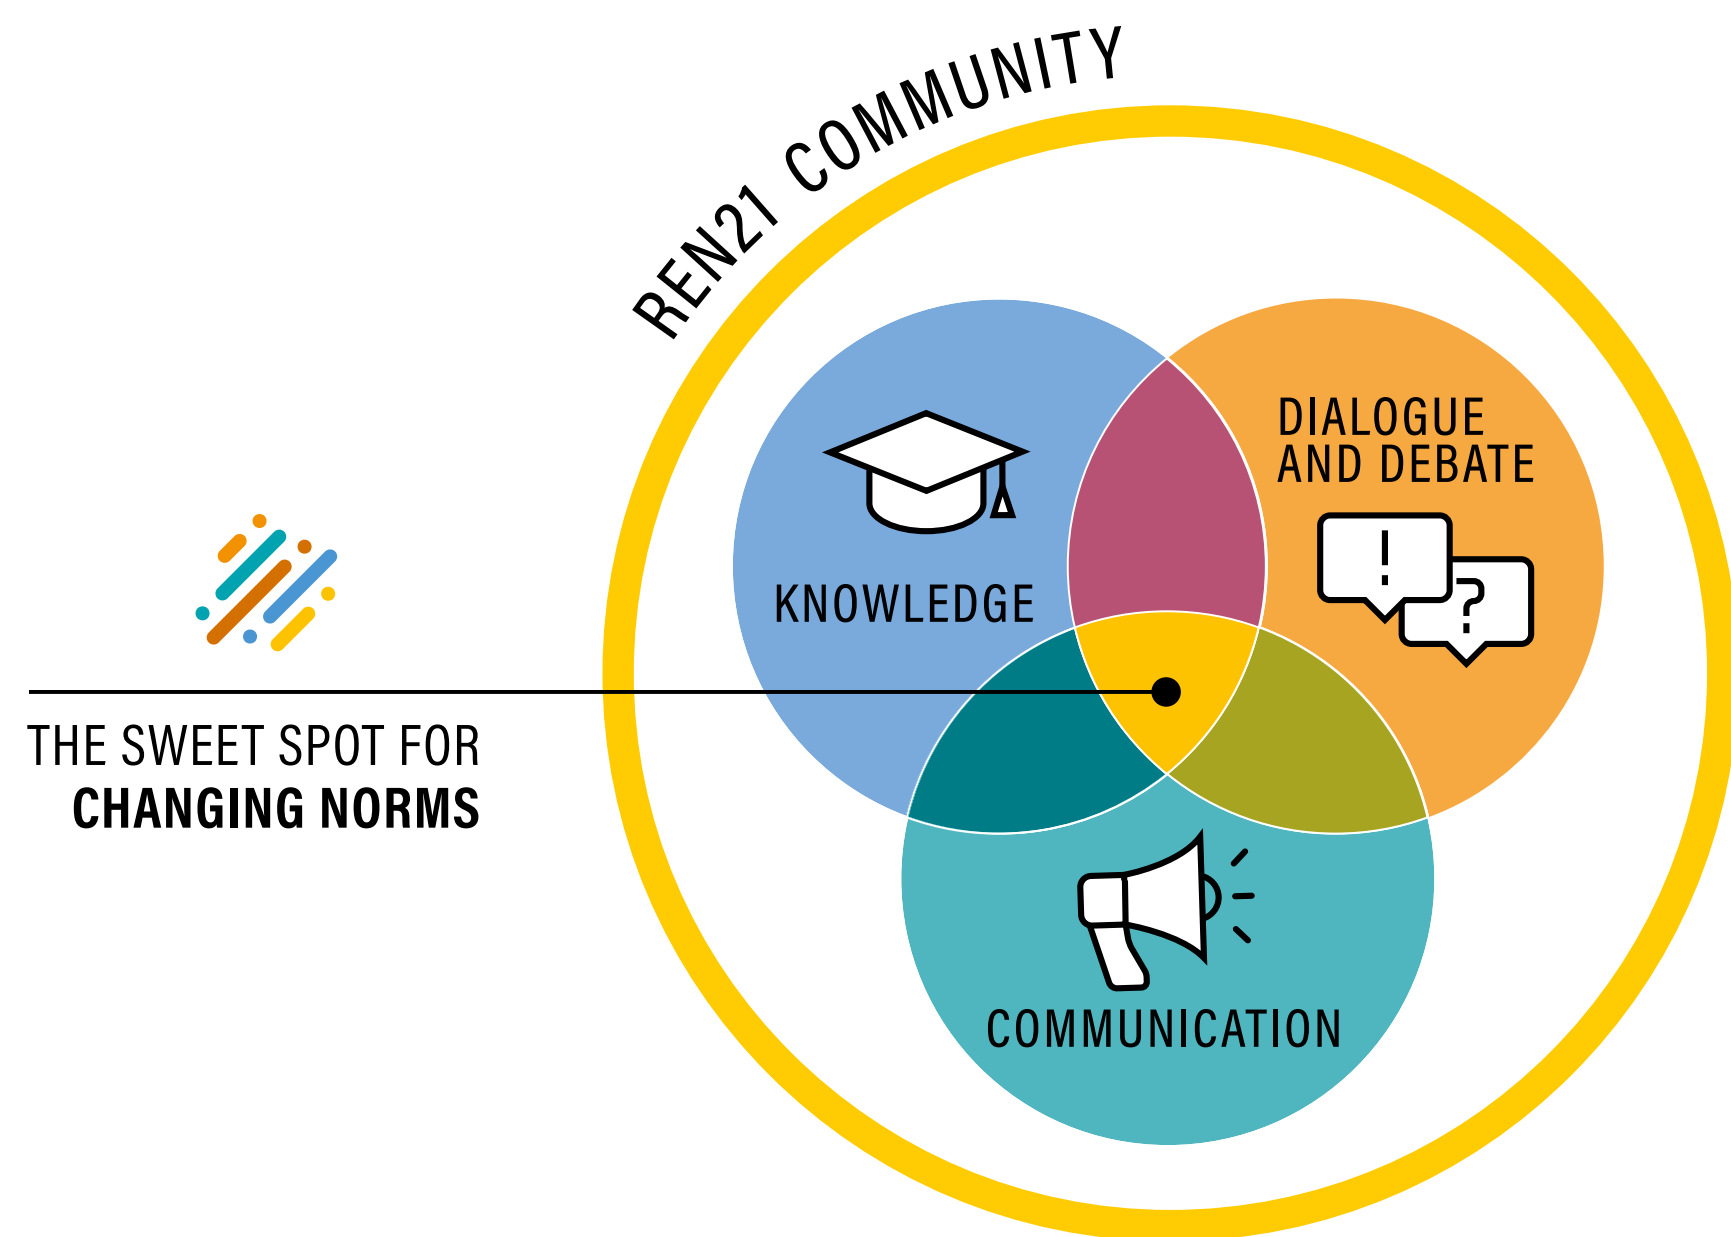 REN21 COMMUNITY
DIALOGUE
AND DEBATE
!
?
KNOWLEDGE
THE SWEET SPOT FOR
CHANGING NORMS
COMMUNICATION